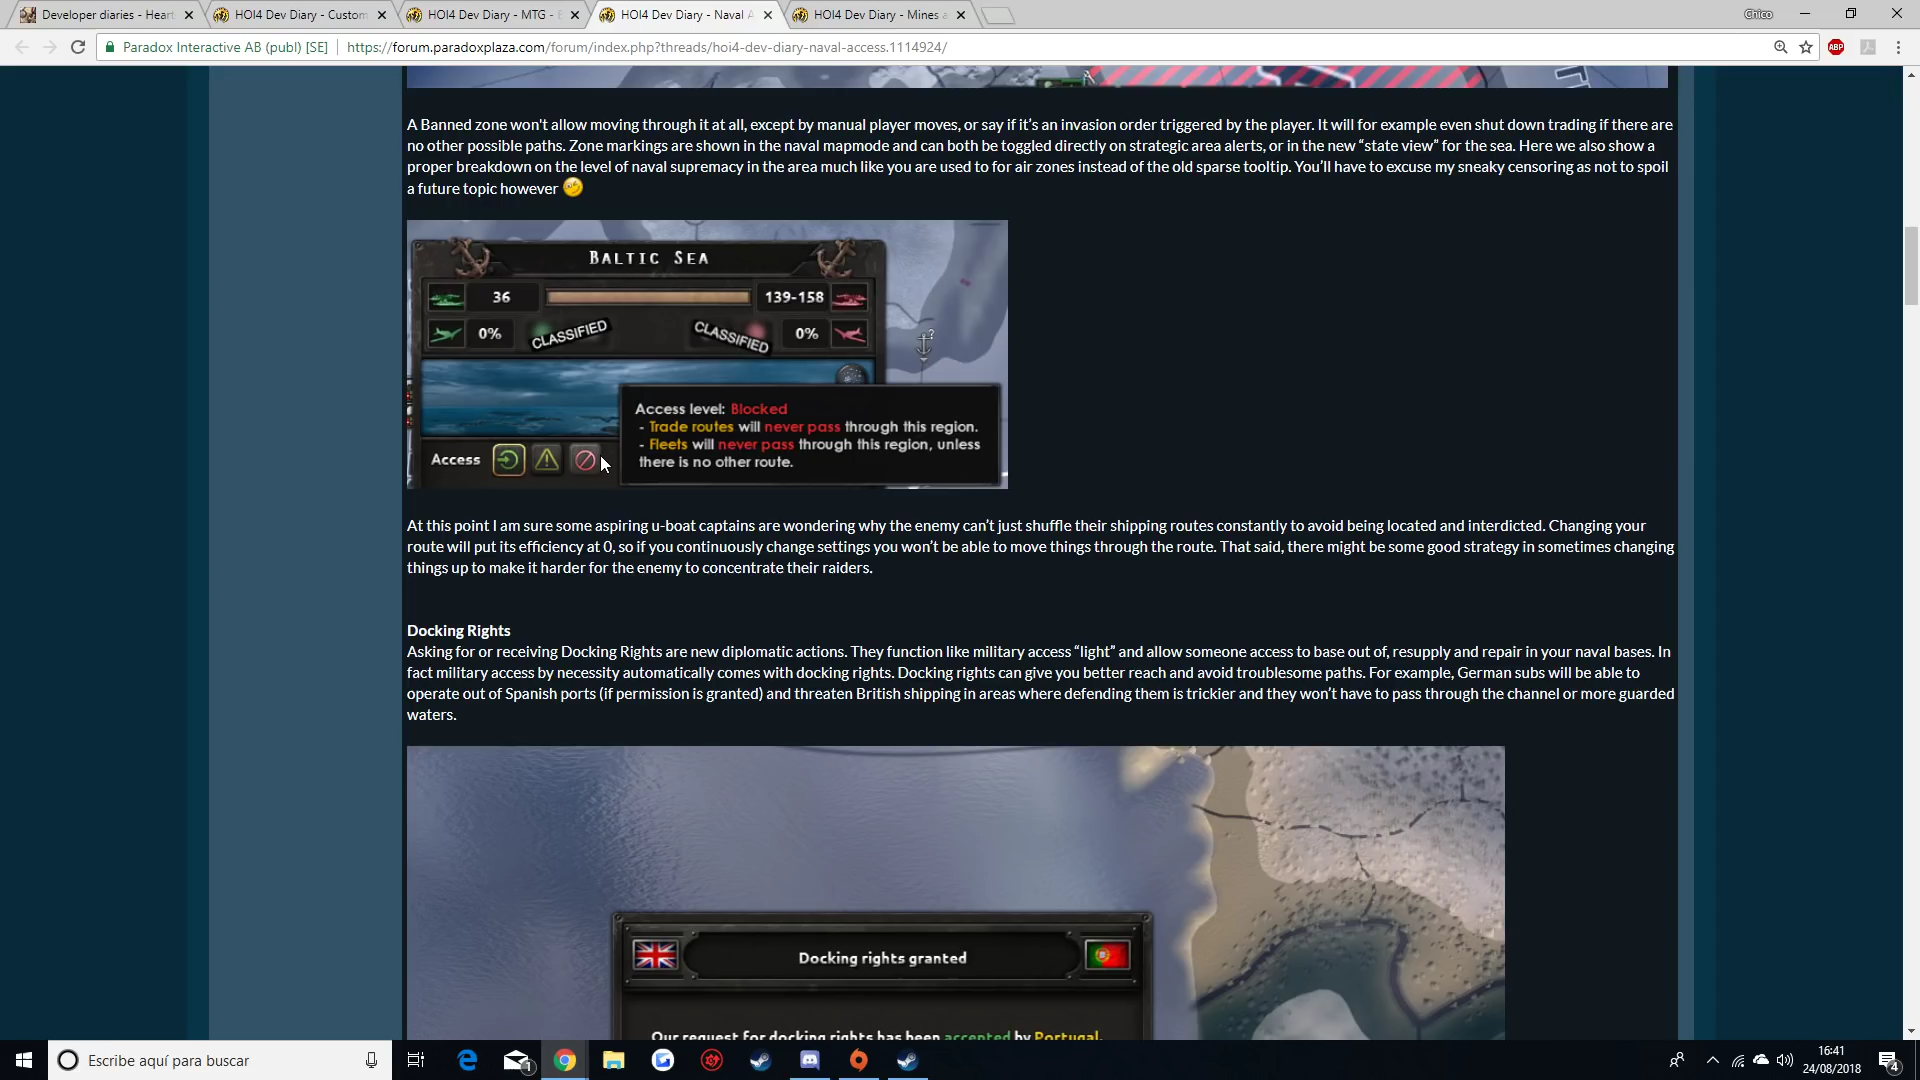 Developer diaries - Heart
HOI4 Dev Diary - Custom
HOI4 Dev Diary - MTG - E
HOI4 Dev Diary - Naval A
HOI4 Dev Diary - Mines a
Chico
Paradox Interactive AB (publ) [SE]
https://forum.paradoxplaza.com/forum/index.php?threads/hoi4-dev-diary-naval-access.1114924/
ABP
A Banned zone won't allow moving through it at all, except by manual player moves, or say if it’s an invasion order triggered by the player. It will for example even shut down trading if there are
no other possible paths. Zone markings are shown in the naval mapmode and can both be toggled directly on strategic area alerts, or in the new “state view” for the sea. Here we also show a
proper breakdown on the level of naval supremacy in the area much like you are used to for air zones instead of the old sparse tooltip. You’ll have to excuse my sneaky censoring as not to spoil
a future topic however
BALTIC SEA
36
139-158
0%
CLASSIFIED
CLASSIFIED
0%
?
Access level: Blocked
- Trade routes will never pass through this region.
- Fleets will never pass through this region, unless
there is no other route.
Access
At this point I am sure some aspiring u-boat captains are wondering why the enemy can’t just shuffle their shipping routes constantly to avoid being located and interdicted. Changing your
route will put its efficiency at 0, so if you continuously change settings you won’t be able to move things through the route. That said, there might be some good strategy in sometimes changing
things up to make it harder for the enemy to concentrate their raiders.
Docking Rights
Asking for or receiving Docking Rights are new diplomatic actions. They function like military access “light” and allow someone access to base out of, resupply and repair in your naval bases. In
fact military access by necessity automatically comes with docking rights. Docking rights can give you better reach and avoid troublesome paths. For example, German subs will be able to
operate out of Spanish ports (if permission is granted) and threaten British shipping in areas where defending them is trickier and they won’t have to pass through the channel or more guarded
waters.
Docking rights granted
Our request for docking rights has been accepted by Portugal.
Escribe aquí para buscar
1
16:41
24/08/2018
4